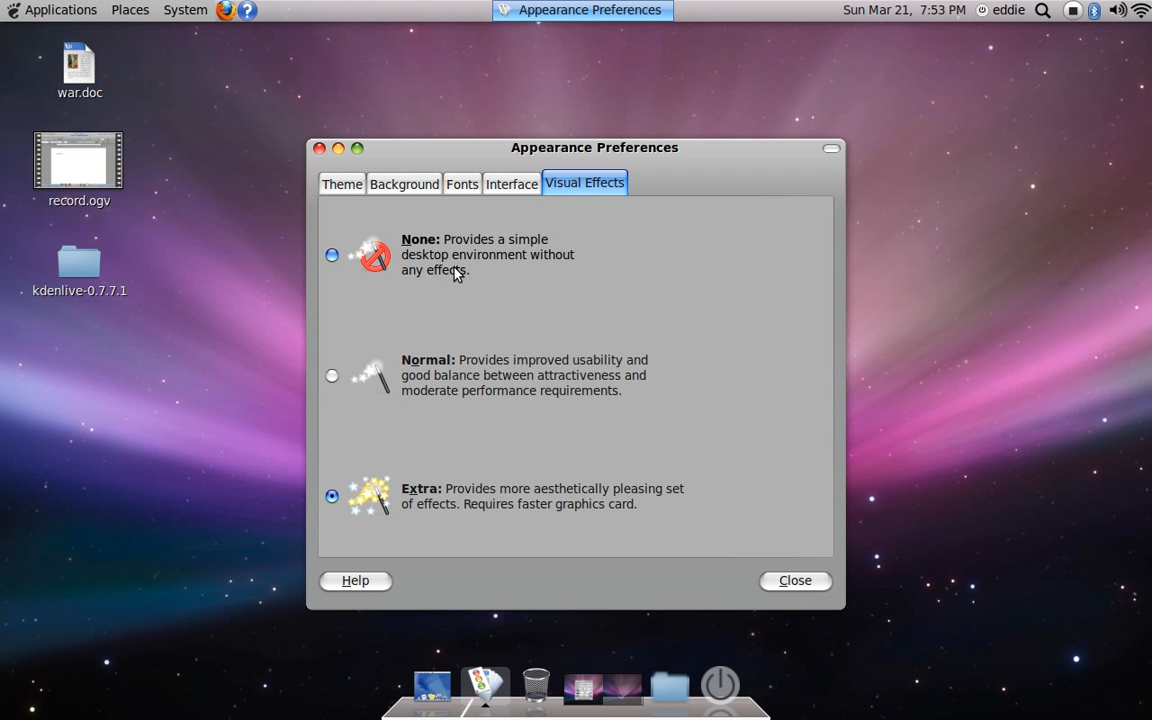 Applications Places System Appearance Preferences Sun Mar 21, 7:53 PM eddie
war.doc
record.ogv
kdenlive-0.7.7.1
Appearance Preferences
Theme Background Fonts Interface Visual Effects
None: Provides a simple
desktop environment without
any effects.
Normal: Provides improved usability and
good balance between attractiveness and
moderate performance requirements.
Extra: Provides more aesthetically pleasing set
of effects. Requires faster graphics card.
Help Close